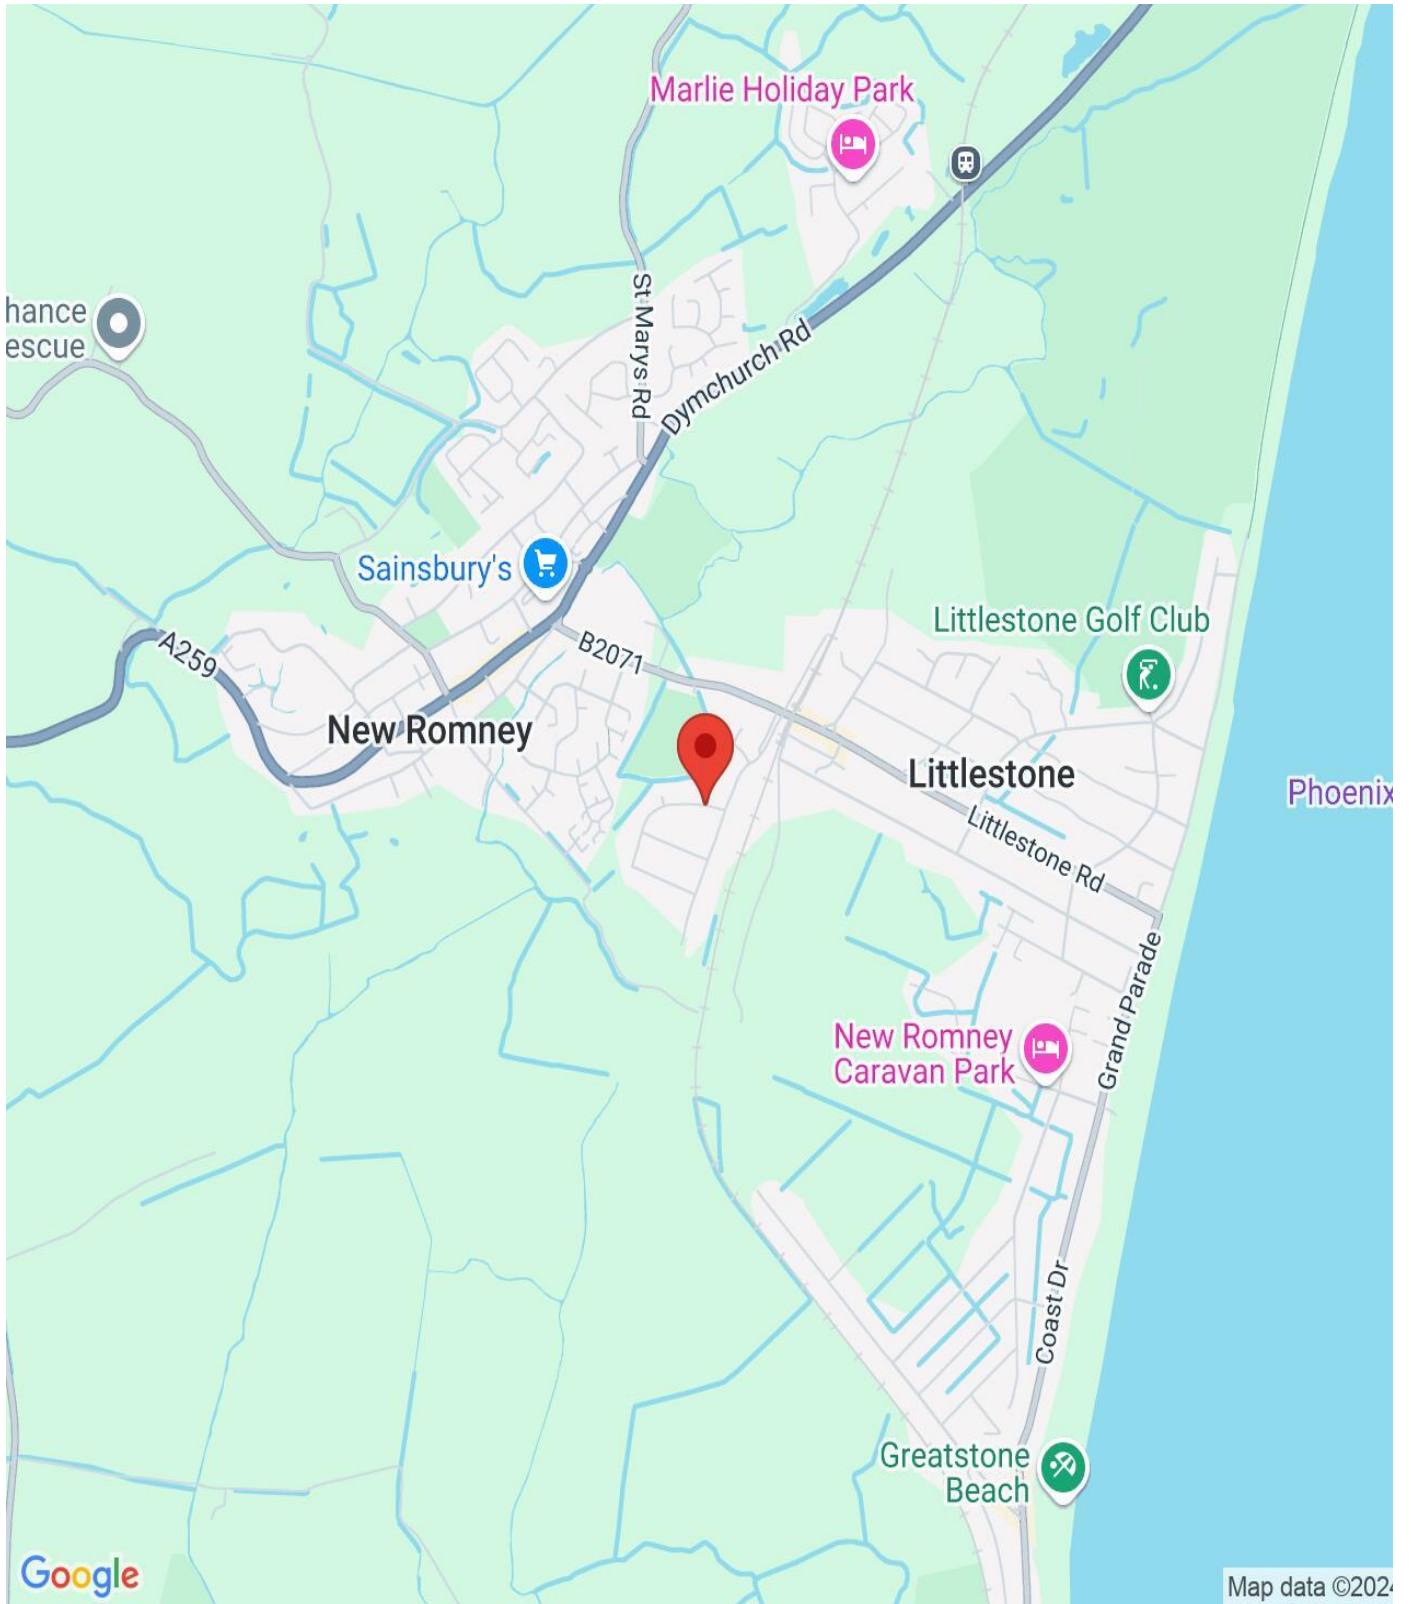 Marlie Holiday Park
hance
escue
St Marys Rd
Dymchurch Rd
Sainsbury's
Littlestone Golf Club
A259
B2071
New Romney
Littlestone
Phoenix
Littlestone Rd
Grand Parade
New Romney
Caravan Park
Coast Dr
Greatstone
Beach
Google
Map data ©2024